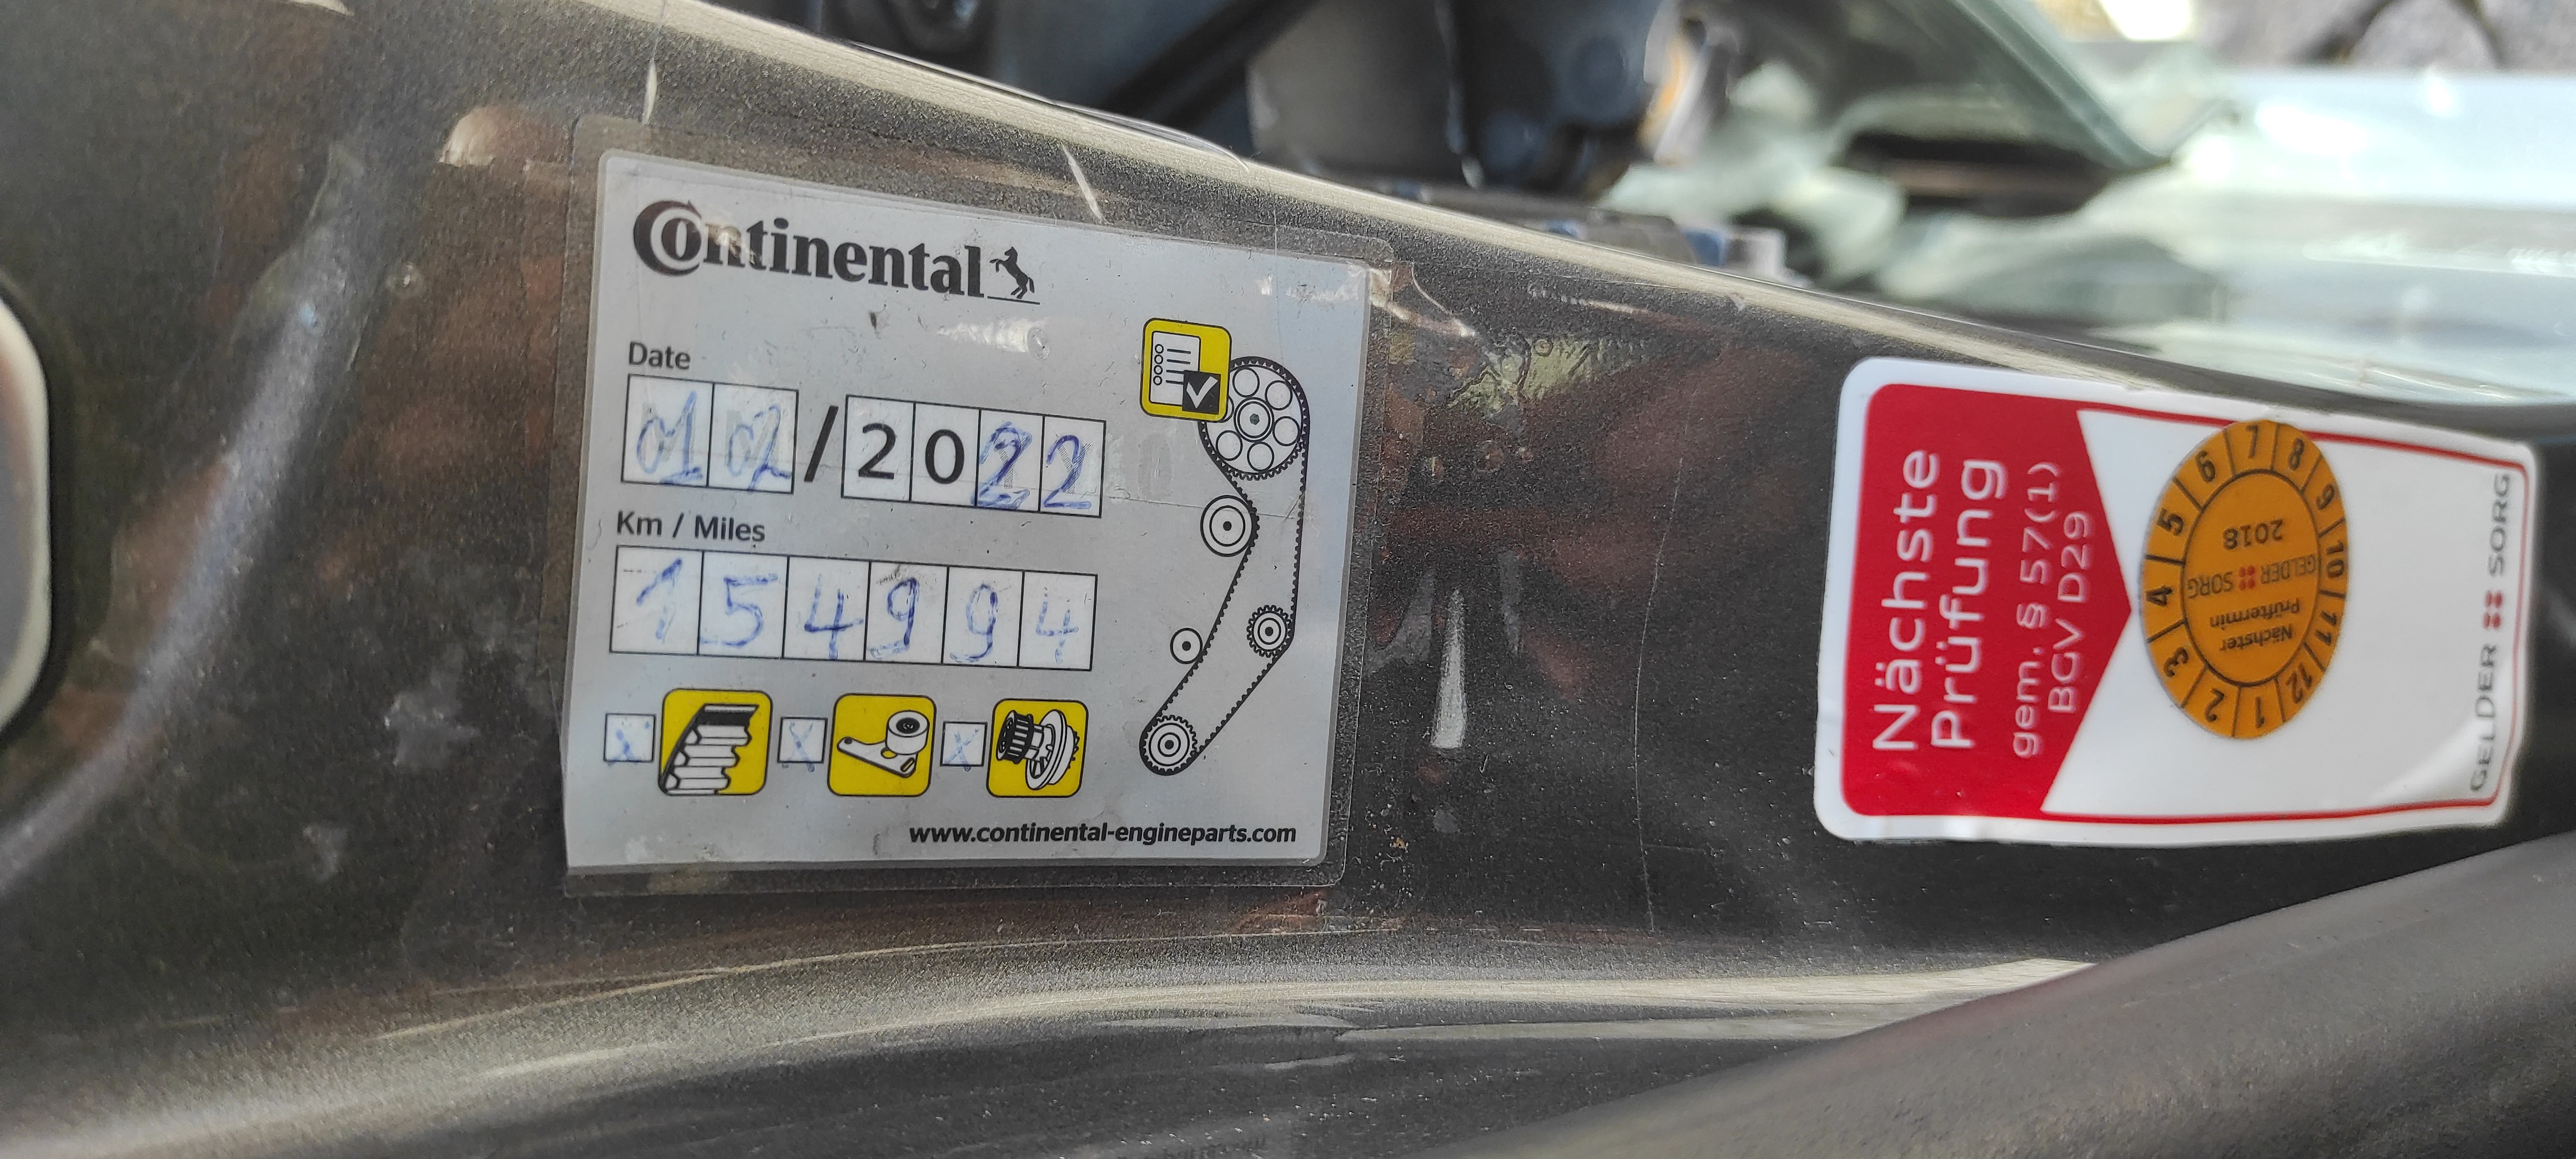 Continental
Date
01 02 / 2022
Km / Miles
154994
www.continental-engineparts.com
Nächste
Prüfung
gem. § 57(1)
BGV D29
1 2 3 4 5 6 7 8 9 10 11 12
2018
GELDER SORG
Nächster
Prüftermin
GELDER SORG